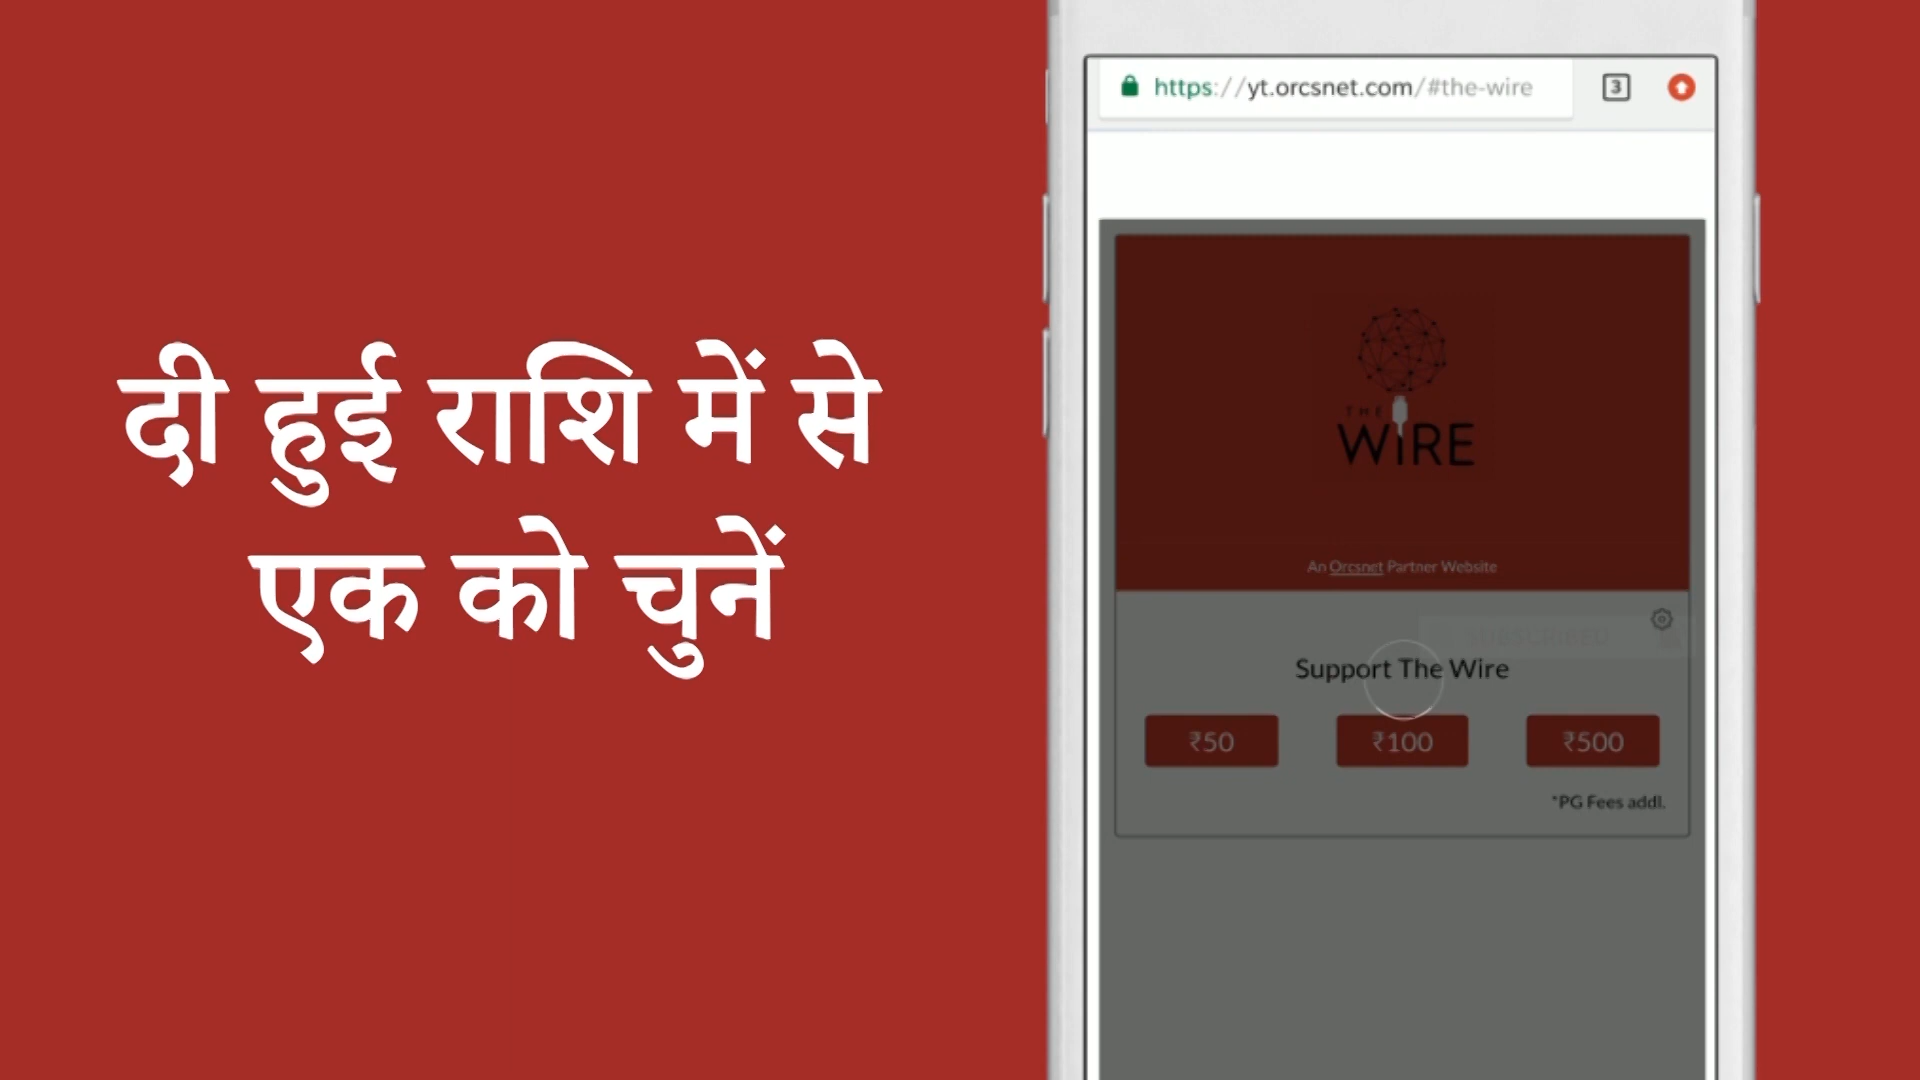 दी हुई राशि में से
एक को चुनें
https://yt.orcsnet.com/#the-wire
3
THE
WIRE
An Orcsnet Partner Website
SUBSCRIBED
Support The Wire
₹50
₹100
₹500
*PG Fees addl.